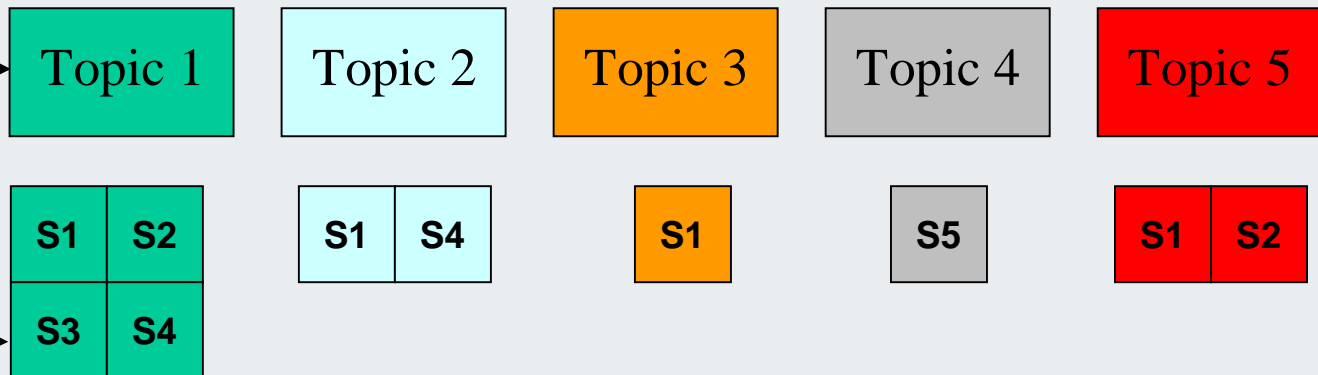 Topic 1 Topic 2 Topic 3 Topic 4 Topic 5
S1 S2 S1 S4 S1 S5 S1 S2
S3 S4